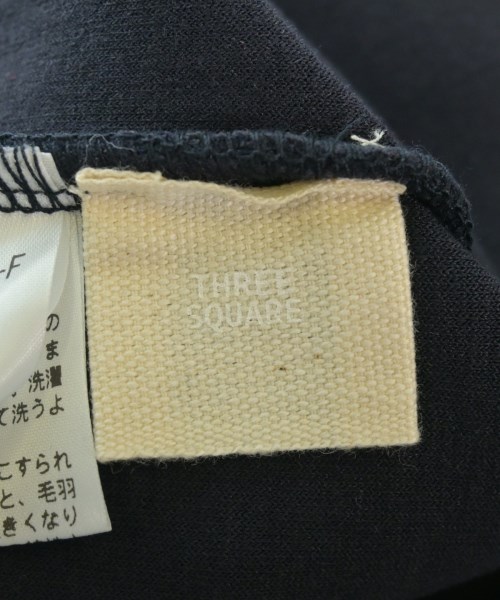 THREE
SQUARE
-F
の
ま
洗濯
て洗うよ
こすられ
と、毛羽
きくなり